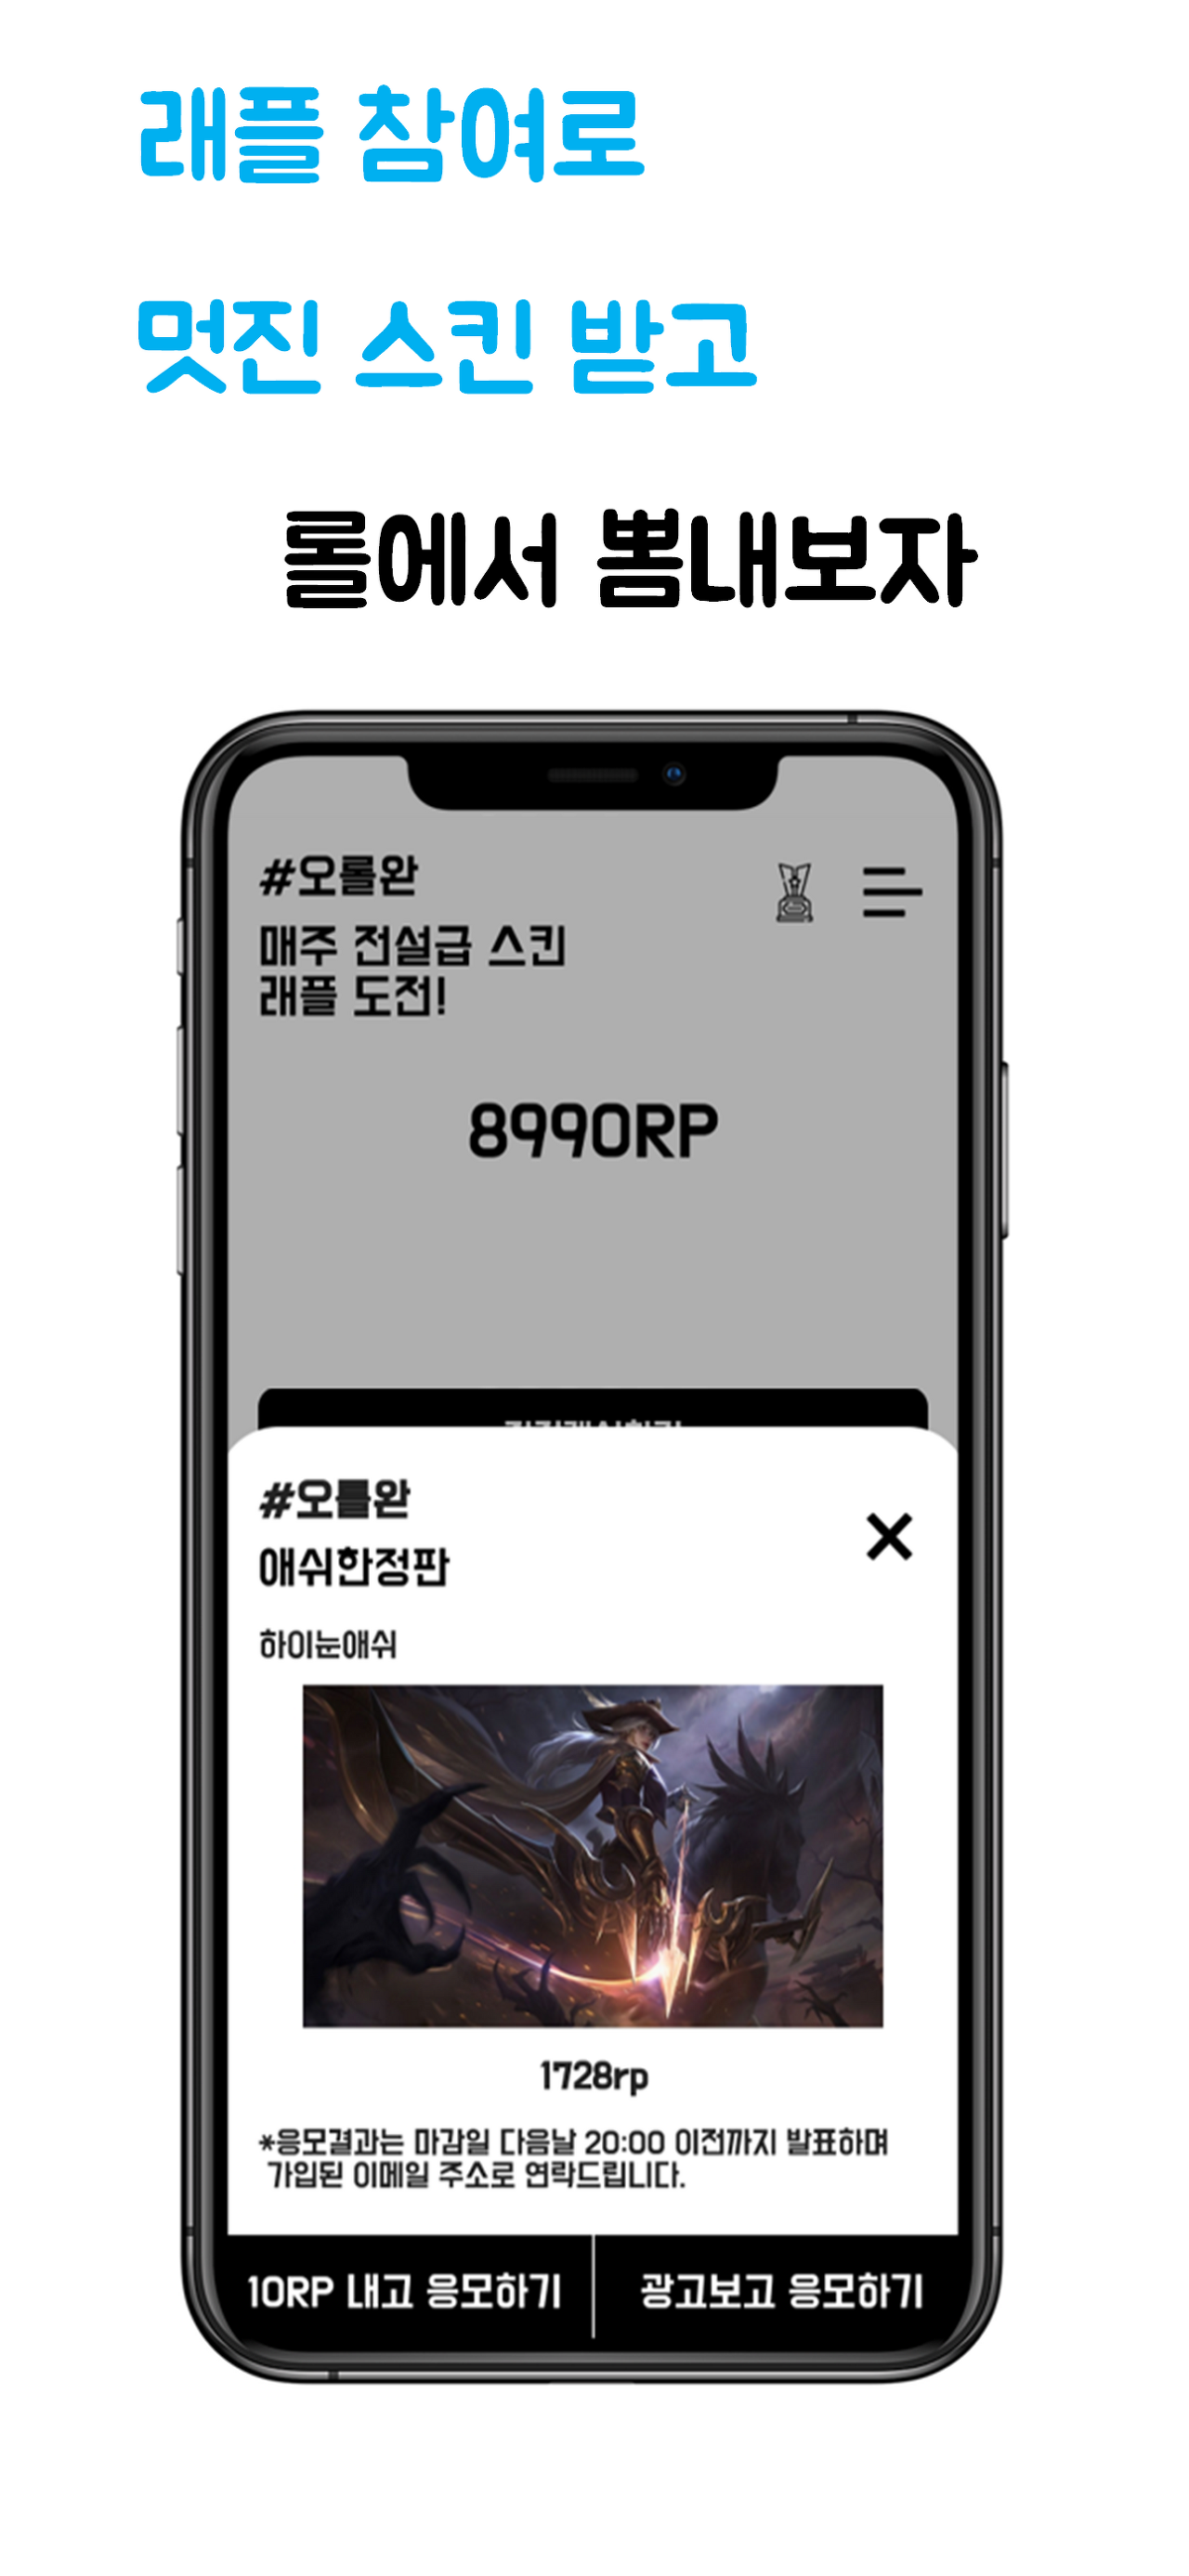 래플 참여로
멋진 스킨 받고
롤에서 뽐내보자
#오롤완
매주 전설급 스킨
래플 도전!
8990RP
#오롤완
애쉬한정판
하이눈애쉬
1728rp
*응모결과는 마감일 다음날 20:00 이전까지 발표하며
가입된 이메일 주소로 연락드립니다.
10RP 내고 응모하기
광고보고 응모하기